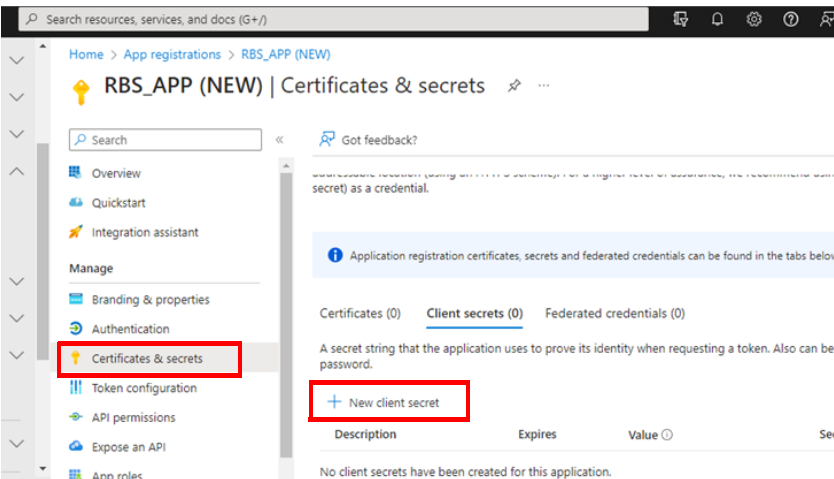 Search resources, services, and docs (G+/)
Home > App registrations > RBS_APP (NEW)
RBS_APP (NEW) | Certificates & secrets
Search
Got feedback?
Overview
secret) as a credential.
Quickstart
Integration assistant
Application registration certificates, secrets and federated credentials can be found in the tabs below
Manage
Branding & properties
Certificates (0) Client secrets (0) Federated credentials (0)
Authentication
A secret string that the application uses to prove its identity when requesting a token. Also can be
password.
Certificates & secrets
Token configuration
New client secret
API permissions
Description Expires Value Se
Expose an API
No client secrets have been created for this application.
App roles